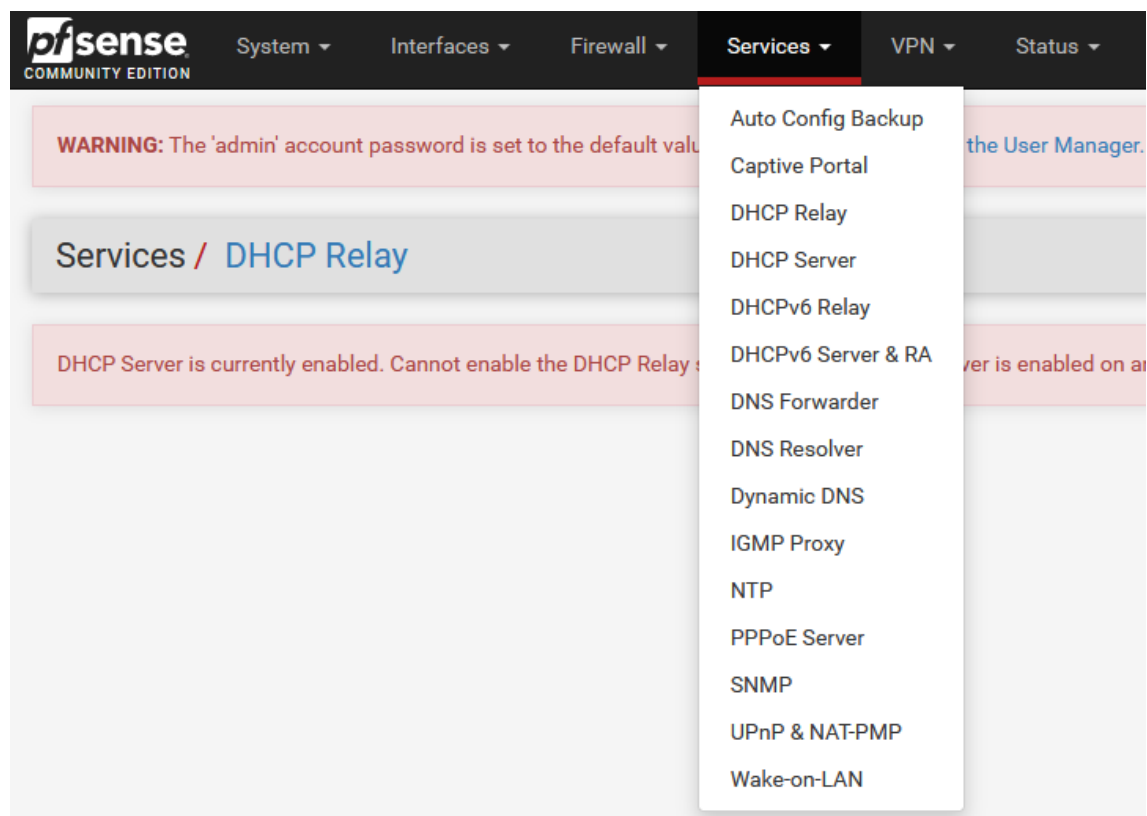 pfsense
COMMUNITY EDITION
System
Interfaces
Firewall
Services
VPN
Status
WARNING: The 'admin' account password is set to the default
the User Manager.
Services / DHCP Relay
DHCP Server is currently enabled. Cannot enable the DHCP Relay
is enabled on
Auto Config Backup
Captive Portal
DHCP Relay
DHCP Server
DHCPv6 Relay
DHCPv6 Server & RA
DNS Forwarder
DNS Resolver
Dynamic DNS
IGMP Proxy
NTP
PPPoE Server
SNMP
UPnP & NAT-PMP
Wake-on-LAN